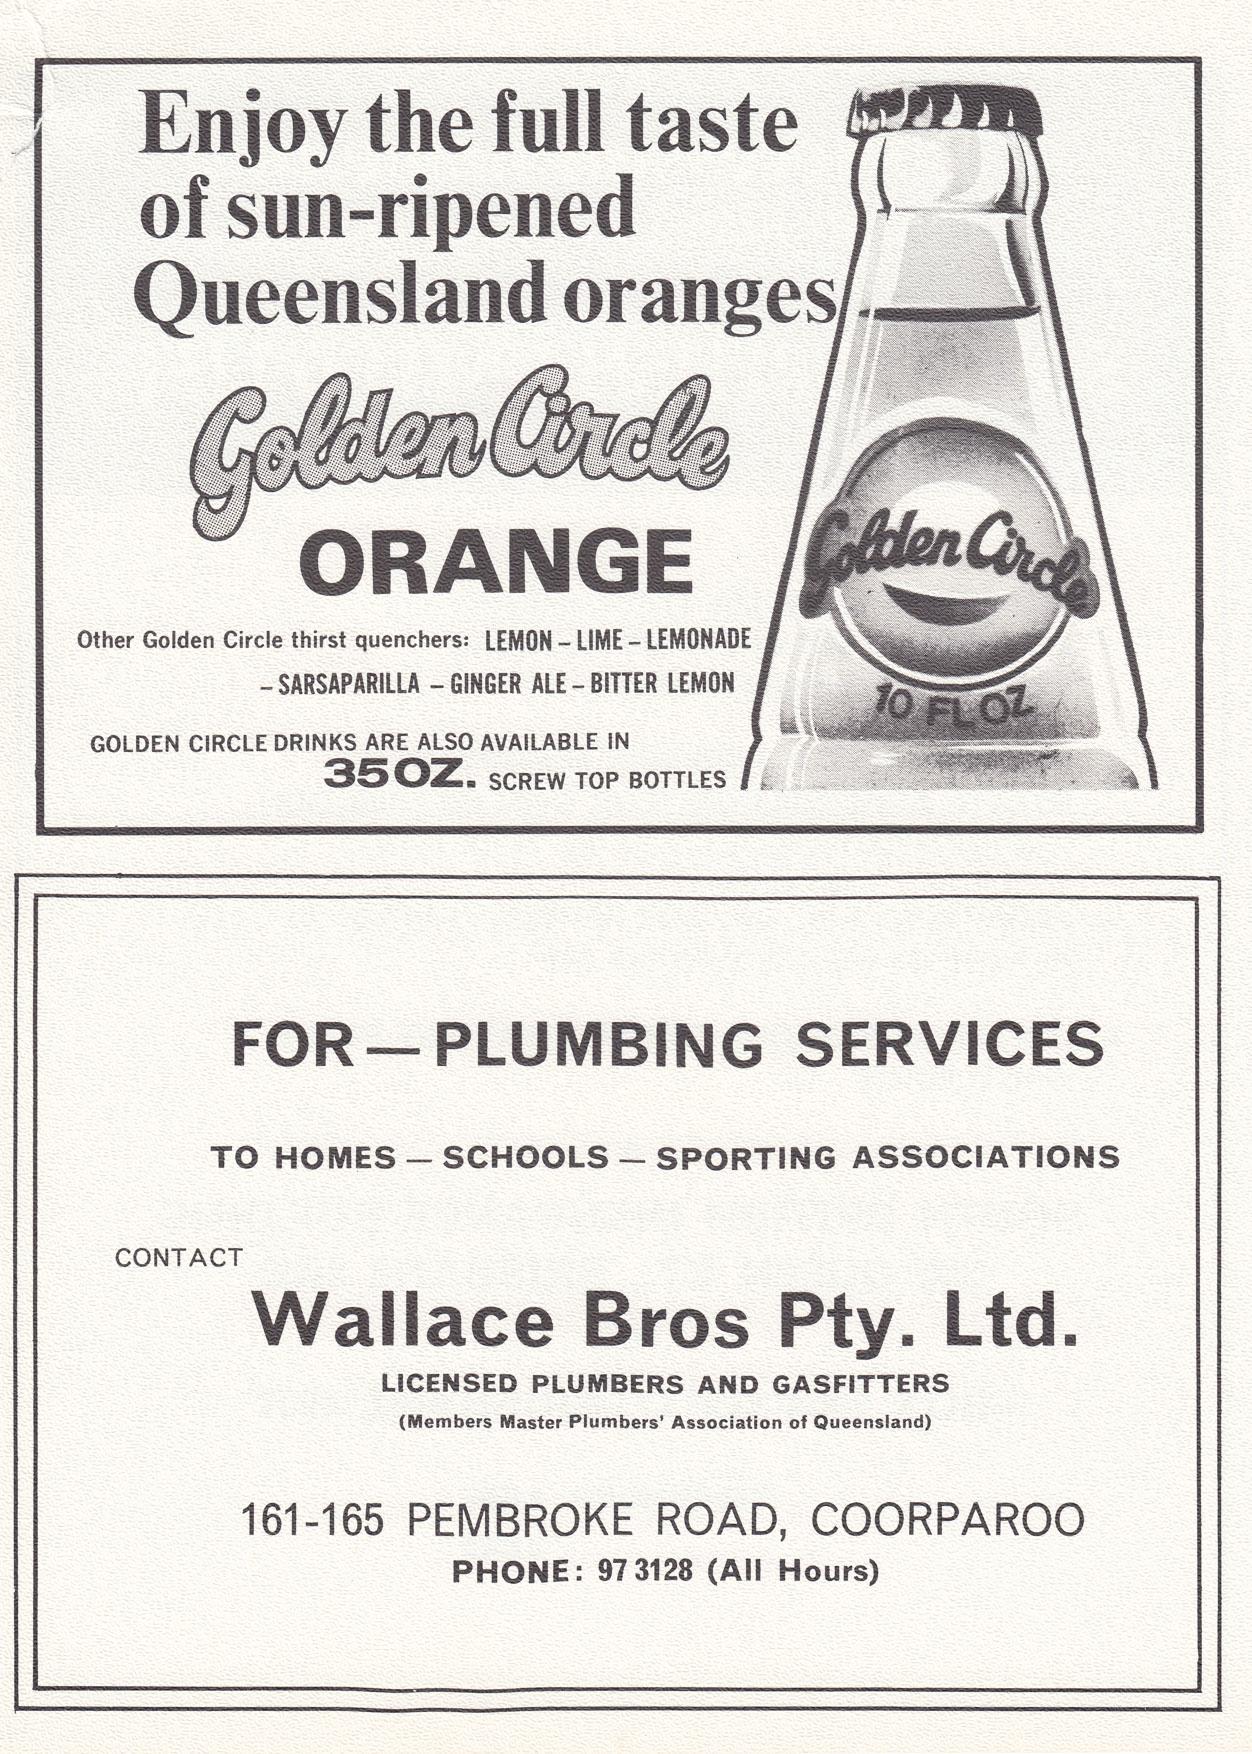 Enjoy the full taste
of sun-ripened
Queensland oranges
Golden Circle
ORANGE
Other Golden Circle thirst quenchers: LEMON – LIME – LEMONADE
– SARSAPARILLA – GINGER ALE – BITTER LEMON
GOLDEN CIRCLE DRINKS ARE ALSO AVAILABLE IN
35 OZ. SCREW TOP BOTTLES
Golden Circle
10 FL OZ
FOR — PLUMBING SERVICES
TO HOMES — SCHOOLS — SPORTING ASSOCIATIONS
CONTACT
Wallace Bros Pty. Ltd.
LICENSED PLUMBERS AND GASFITTERS
(Members Master Plumbers' Association of Queensland)
161-165 PEMBROKE ROAD, COORPAROO
PHONE: 97 3128 (All Hours)